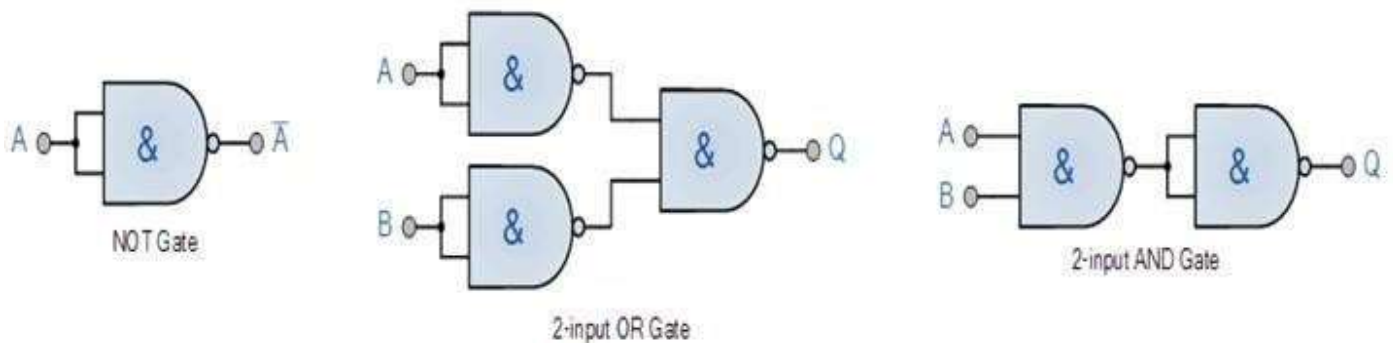 A & A̅
NOT Gate
A &
& Q
B &
2-input OR Gate
A
B & & Q
2-input AND Gate